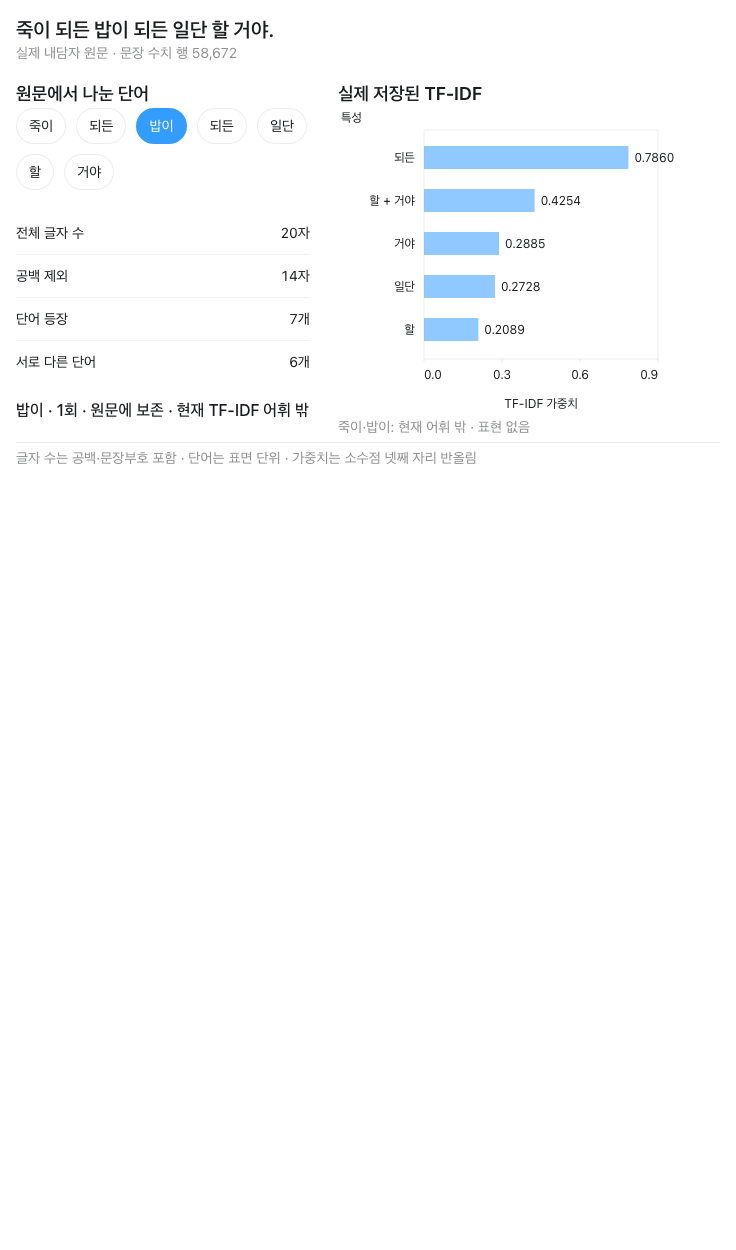 죽이 되든 밥이 되든 일단 할 거야.
실제 내담자 원문 · 문장 수치 행 58,672
원문에서 나눈 단어
죽이 되든 밥이 되든 일단
할 거야
전체 글자 수 20자
공백 제외 14자
단어 등장 7개
서로 다른 단어 6개
밥이 · 1회 · 원문에 보존 · 현재 TF-IDF 어휘 밖
실제 저장된 TF-IDF
특성
되든 0.7860
할 + 거야 0.4254
거야 0.2885
일단 0.2728
할 0.2089
0.0 0.3 0.6 0.9
TF-IDF 가중치
죽이·밥이: 현재 어휘 밖 · 표현 없음
글자 수는 공백·문장부호 포함 · 단어는 표면 단위 · 가중치는 소수점 넷째 자리 반올림